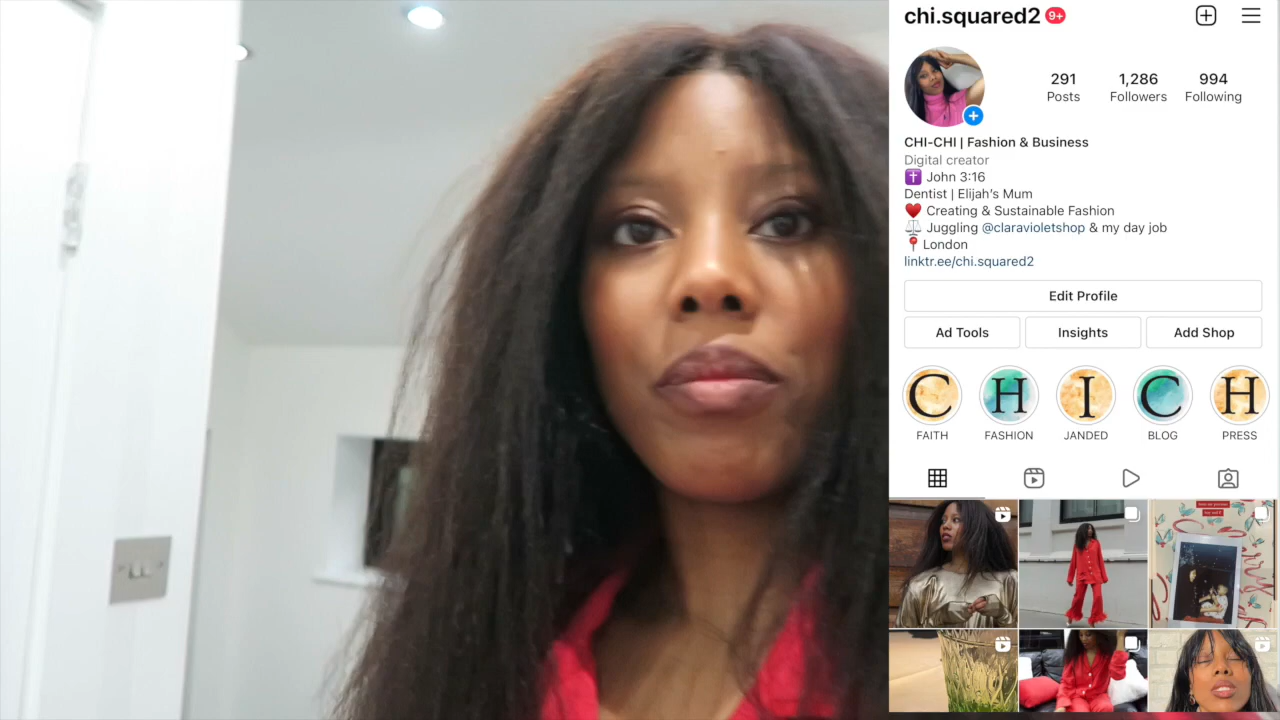 chi.squared2 9+
291 1,286 994
Posts Followers Following
CHI-CHI | Fashion & Business
Digital creator
✝️ John 3:16
Dentist | Elijah's Mum
♥️ Creating & Sustainable Fashion
⚖️ Juggling @claravioletshop & my day job
📍London
linktr.ee/chi.squared2
Edit Profile
Ad Tools Insights Add Shop
C H I C H
FAITH FASHION JANDED BLOG PRESS